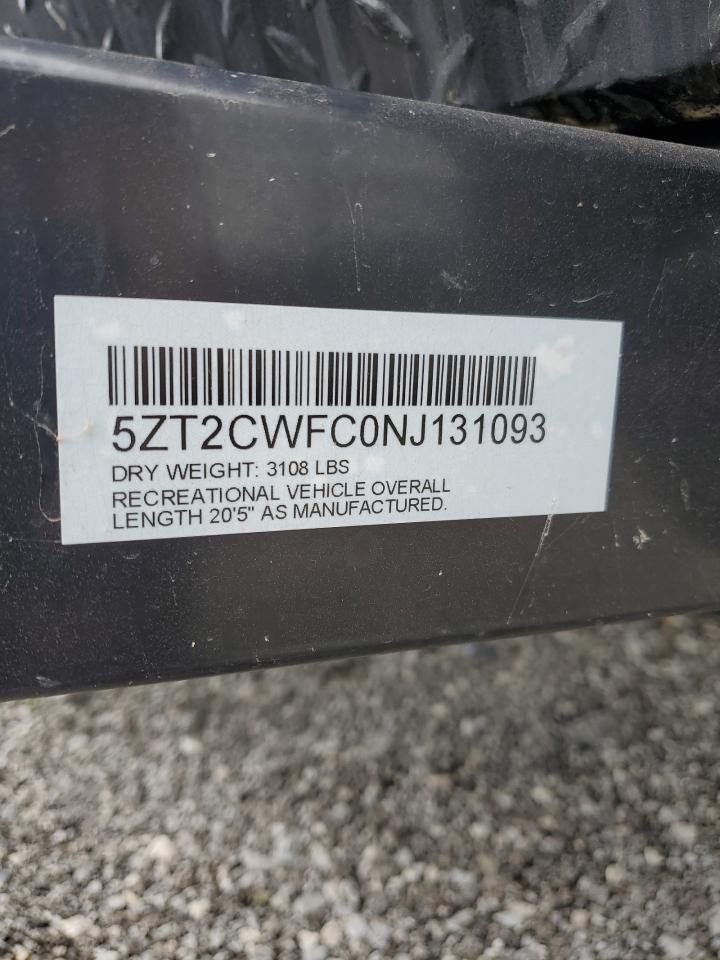 5ZT2CWFC0NJ131093
DRY WEIGHT: 3108 LBS
RECREATIONAL VEHICLE OVERALL
LENGTH 20'5" AS MANUFACTURED.